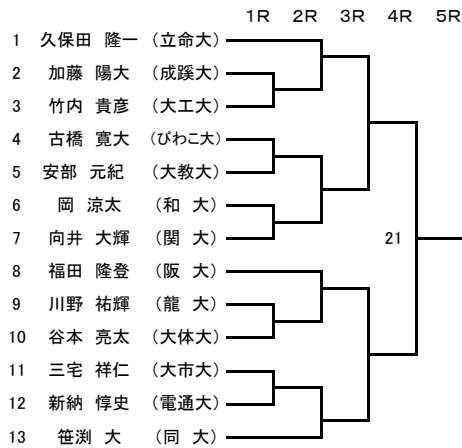 1R 2R 3R 4R 5R
1 久保田 隆一 (立命大)
2 加藤 陽大 (成蹊大)
3 竹内 貴彦 (大工大)
4 古橋 寛大 (びわこ大)
5 安部 元紀 (大教大)
6 岡 涼太 (和 大)
7 向井 大輝 (関 大)
21
8 福田 隆登 (阪 大)
9 川野 祐輝 (龍 大)
10 谷本 亮太 (大体大)
11 三宅 祥仁 (大市大)
12 新納 惇史 (電通大)
13 笹渕 大 (同 大)